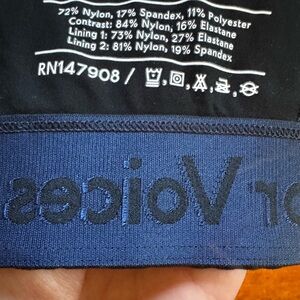 72% Nylon, 17% Spandex, 11% Polyester
Contrast: 84% Nylon, 16% Elastane
Lining 1: 73% Nylon, 27% Elastane
Lining 2: 81% Nylon, 19% Spandex
RN147908 /
or Voices